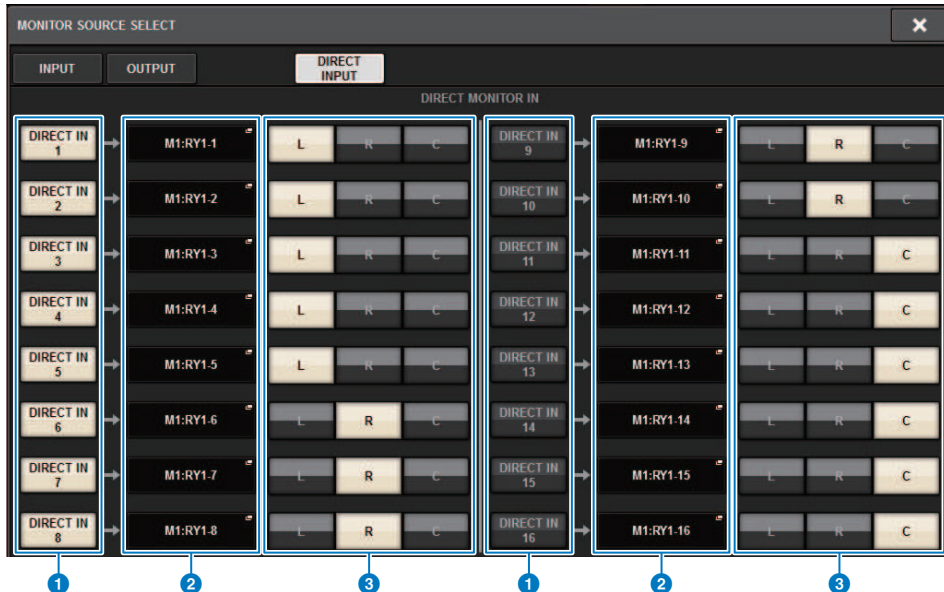 MONITOR SOURCE SELECT
INPUT OUTPUT DIRECT INPUT
DIRECT MONITOR IN
DIRECT IN 1 M1:RY1-1 L R C DIRECT IN 9 M1:RY1-9 L R C
DIRECT IN 2 M1:RY1-2 L R C DIRECT IN 10 M1:RY1-10 L R C
DIRECT IN 3 M1:RY1-3 L R C DIRECT IN 11 M1:RY1-11 L R C
DIRECT IN 4 M1:RY1-4 L R C DIRECT IN 12 M1:RY1-12 L R C
DIRECT IN 5 M1:RY1-5 L R C DIRECT IN 13 M1:RY1-13 L R C
DIRECT IN 6 M1:RY1-6 L R C DIRECT IN 14 M1:RY1-14 L R C
DIRECT IN 7 M1:RY1-7 L R C DIRECT IN 15 M1:RY1-15 L R C
DIRECT IN 8 M1:RY1-8 L R C DIRECT IN 16 M1:RY1-16 L R C
1 2 3 1 2 3